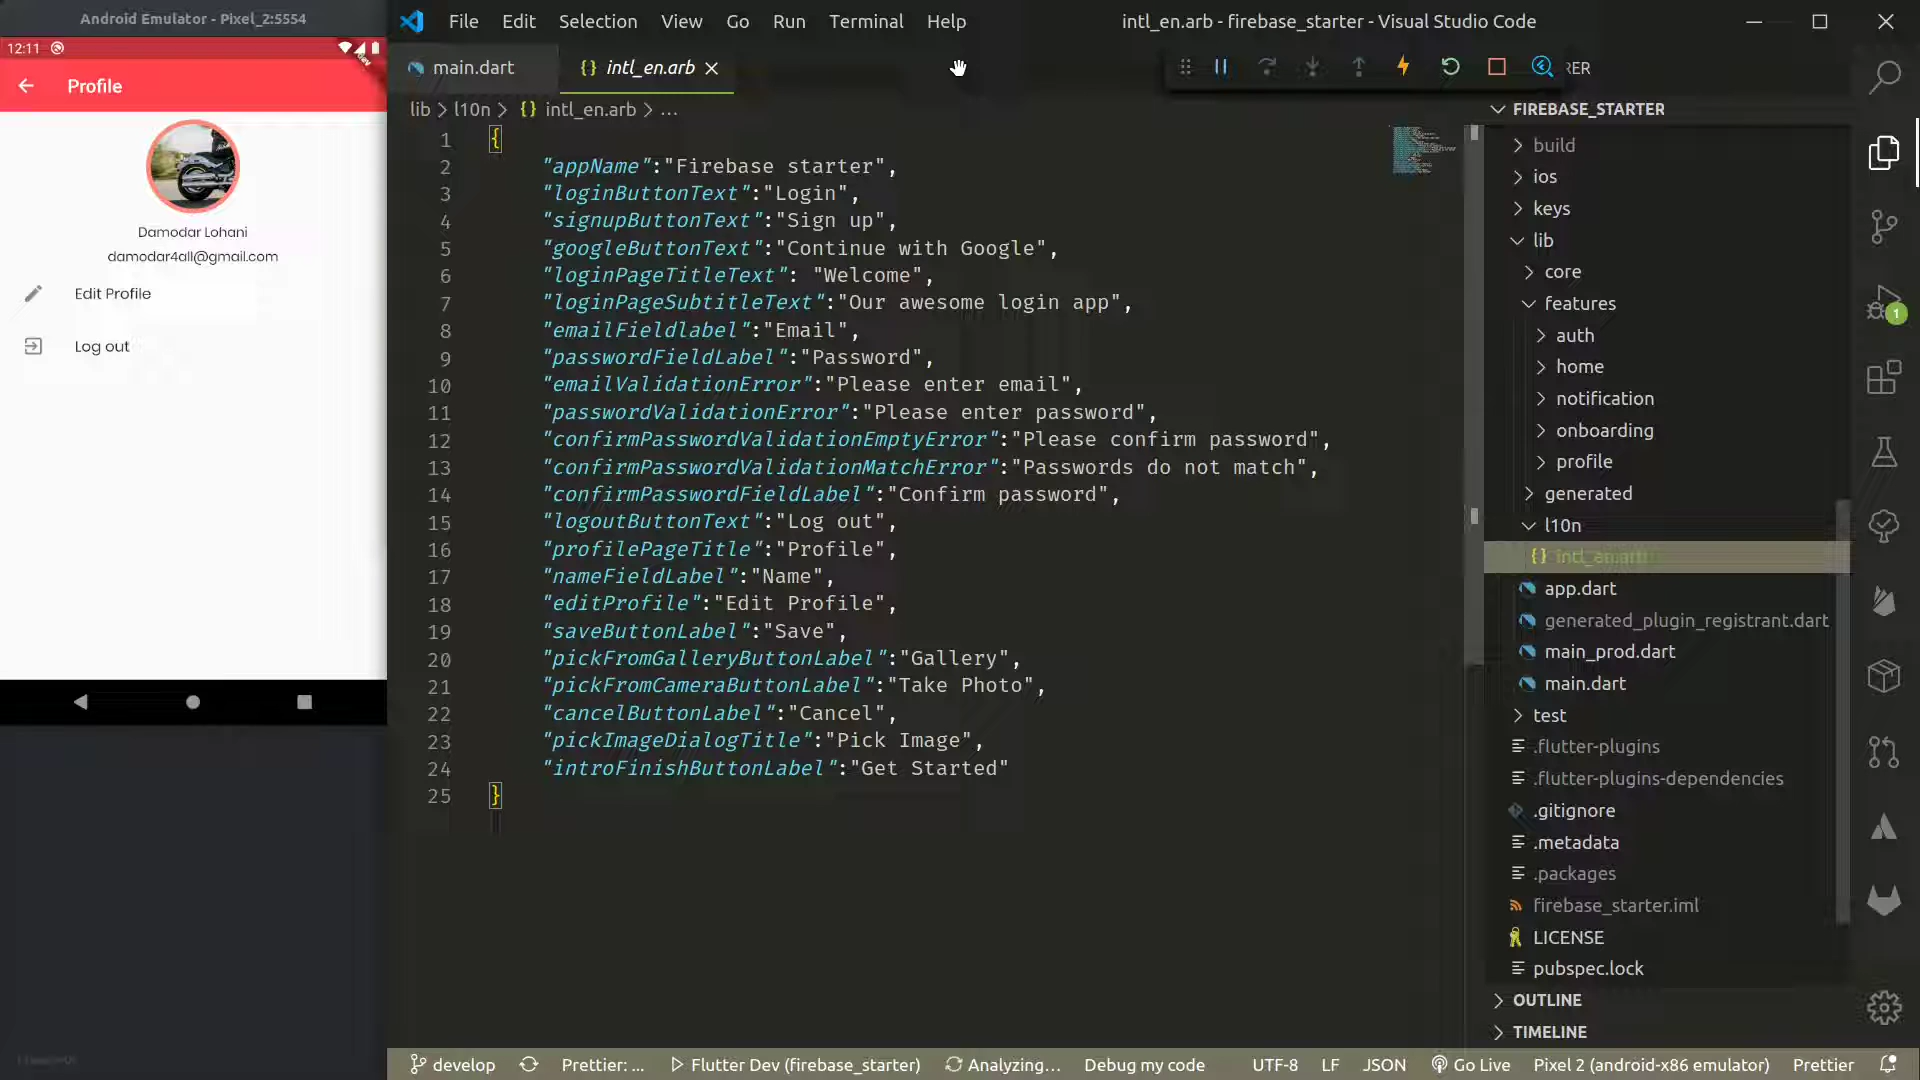 Android Emulator - Pixel_2:5554
12:11
Profile
Damodar Lohani
damodar4all@gmail.com
Edit Profile
Log out
File Edit Selection View Go Run Terminal Help
intl_en.arb - firebase_starter - Visual Studio Code
main.dart
{} intl_en.arb
RER
lib > l10n > {} intl_en.arb > ...
1 {
2 "appName":"Firebase starter",
3 "loginButtonText":"Login",
4 "signupButtonText":"Sign up",
5 "googleButtonText":"Continue with Google",
6 "loginPageTitleText": "Welcome",
7 "loginPageSubtitleText":"Our awesome login app",
8 "emailFieldlabel":"Email",
9 "passwordFieldLabel":"Password",
10 "emailValidationError":"Please enter email",
11 "passwordValidationError":"Please enter password",
12 "confirmPasswordValidationEmptyError":"Please confirm password",
13 "confirmPasswordValidationMatchError":"Passwords do not match",
14 "confirmPasswordFieldLabel":"Confirm password",
15 "logoutButtonText":"Log out",
16 "profilePageTitle":"Profile",
17 "nameFieldLabel":"Name",
18 "editProfile":"Edit Profile",
19 "saveButtonLabel":"Save",
20 "pickFromGalleryButtonLabel":"Gallery",
21 "pickFromCameraButtonLabel":"Take Photo",
22 "cancelButtonLabel":"Cancel",
23 "pickImageDialogTitle":"Pick Image",
24 "introFinishButtonLabel":"Get Started"
25 }
FIREBASE_STARTER
build
ios
keys
lib
core
features
auth
home
notification
onboarding
profile
generated
l10n
{} intl_en.arb
app.dart
generated_plugin_registrant.dart
main_prod.dart
main.dart
test
.flutter-plugins
.flutter-plugins-dependencies
.gitignore
.metadata
.packages
firebase_starter.iml
LICENSE
pubspec.lock
OUTLINE
TIMELINE
1
develop
Prettier: ...
Flutter Dev (firebase_starter)
Analyzing...
Debug my code
UTF-8
LF
JSON
Go Live
Pixel 2 (android-x86 emulator)
Prettier